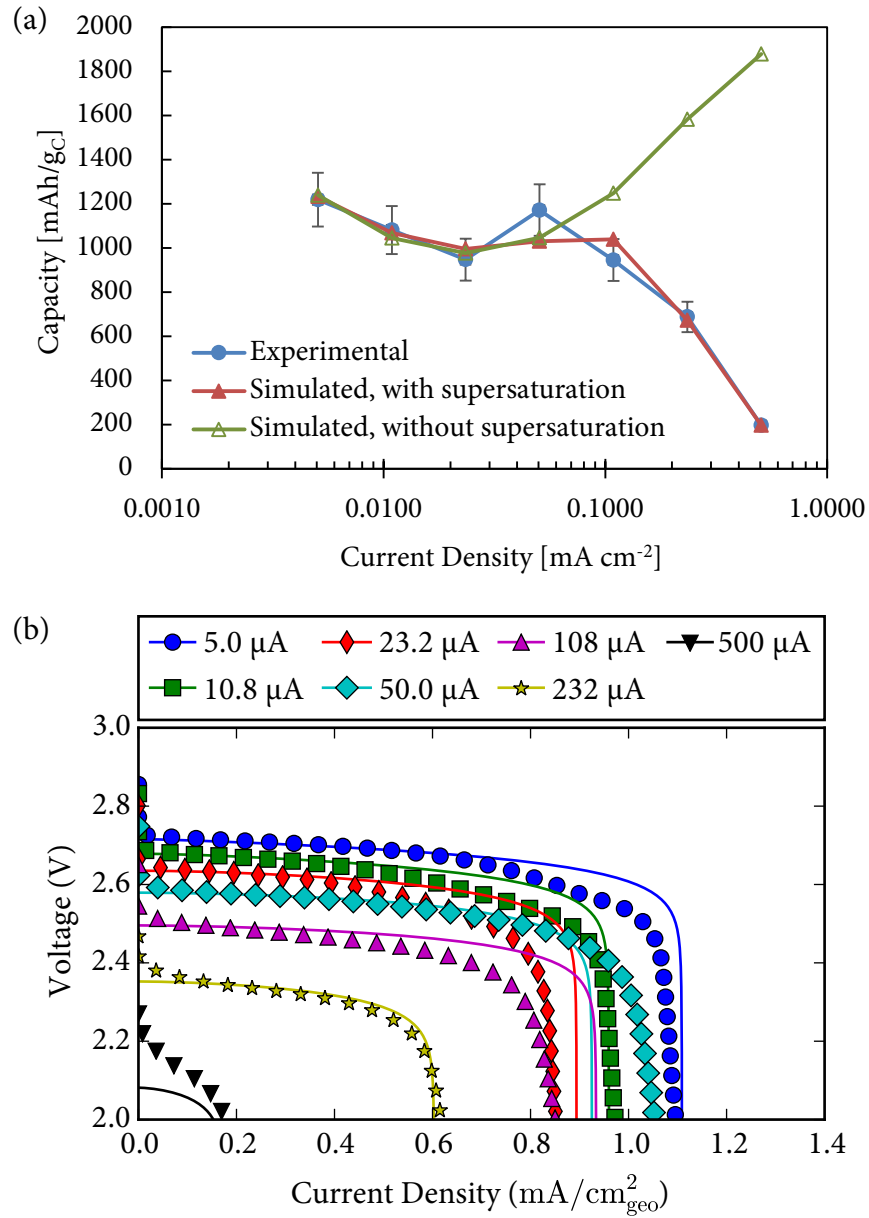 (a)
2000
1800
1600
1400
1200
1000
800
600
400
200
0
Capacity [mAh/g_C]
Experimental
Simulated, with supersaturation
Simulated, without supersaturation
0.0010 0.0100 0.1000 1.0000
Current Density [mA cm⁻²]
(b)
5.0 µA 23.2 µA 108 µA 500 µA
10.8 µA 50.0 µA 232 µA
3.0
2.8
2.6
2.4
2.2
2.0
Voltage (V)
0.0 0.2 0.4 0.6 0.8 1.0 1.2 1.4
Current Density (mA/cm²_geo)